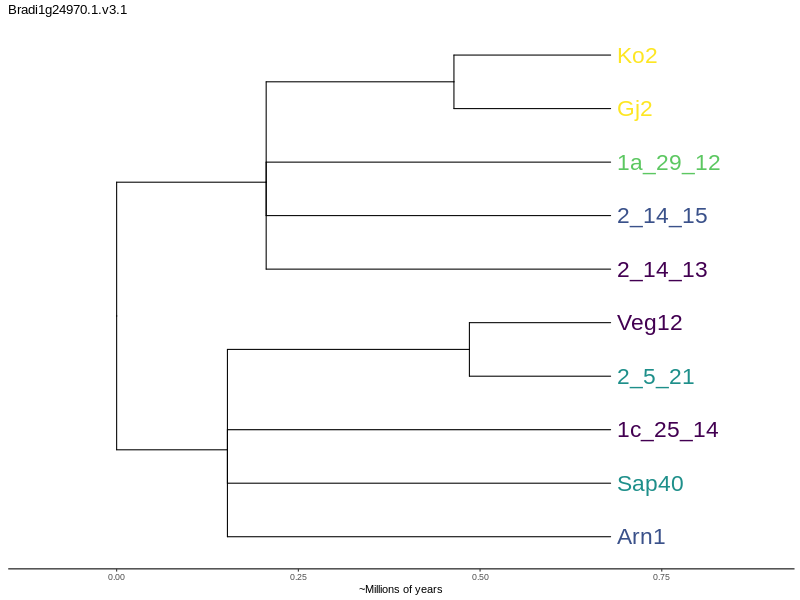 Bradi1g24970.1.v3.1
Ko2
Gj2
1a_29_12
2_14_15
2_14_13
Veg12
2_5_21
1c_25_14
Sap40
Arn1
0.00 0.25 0.50 0.75
~Millions of years